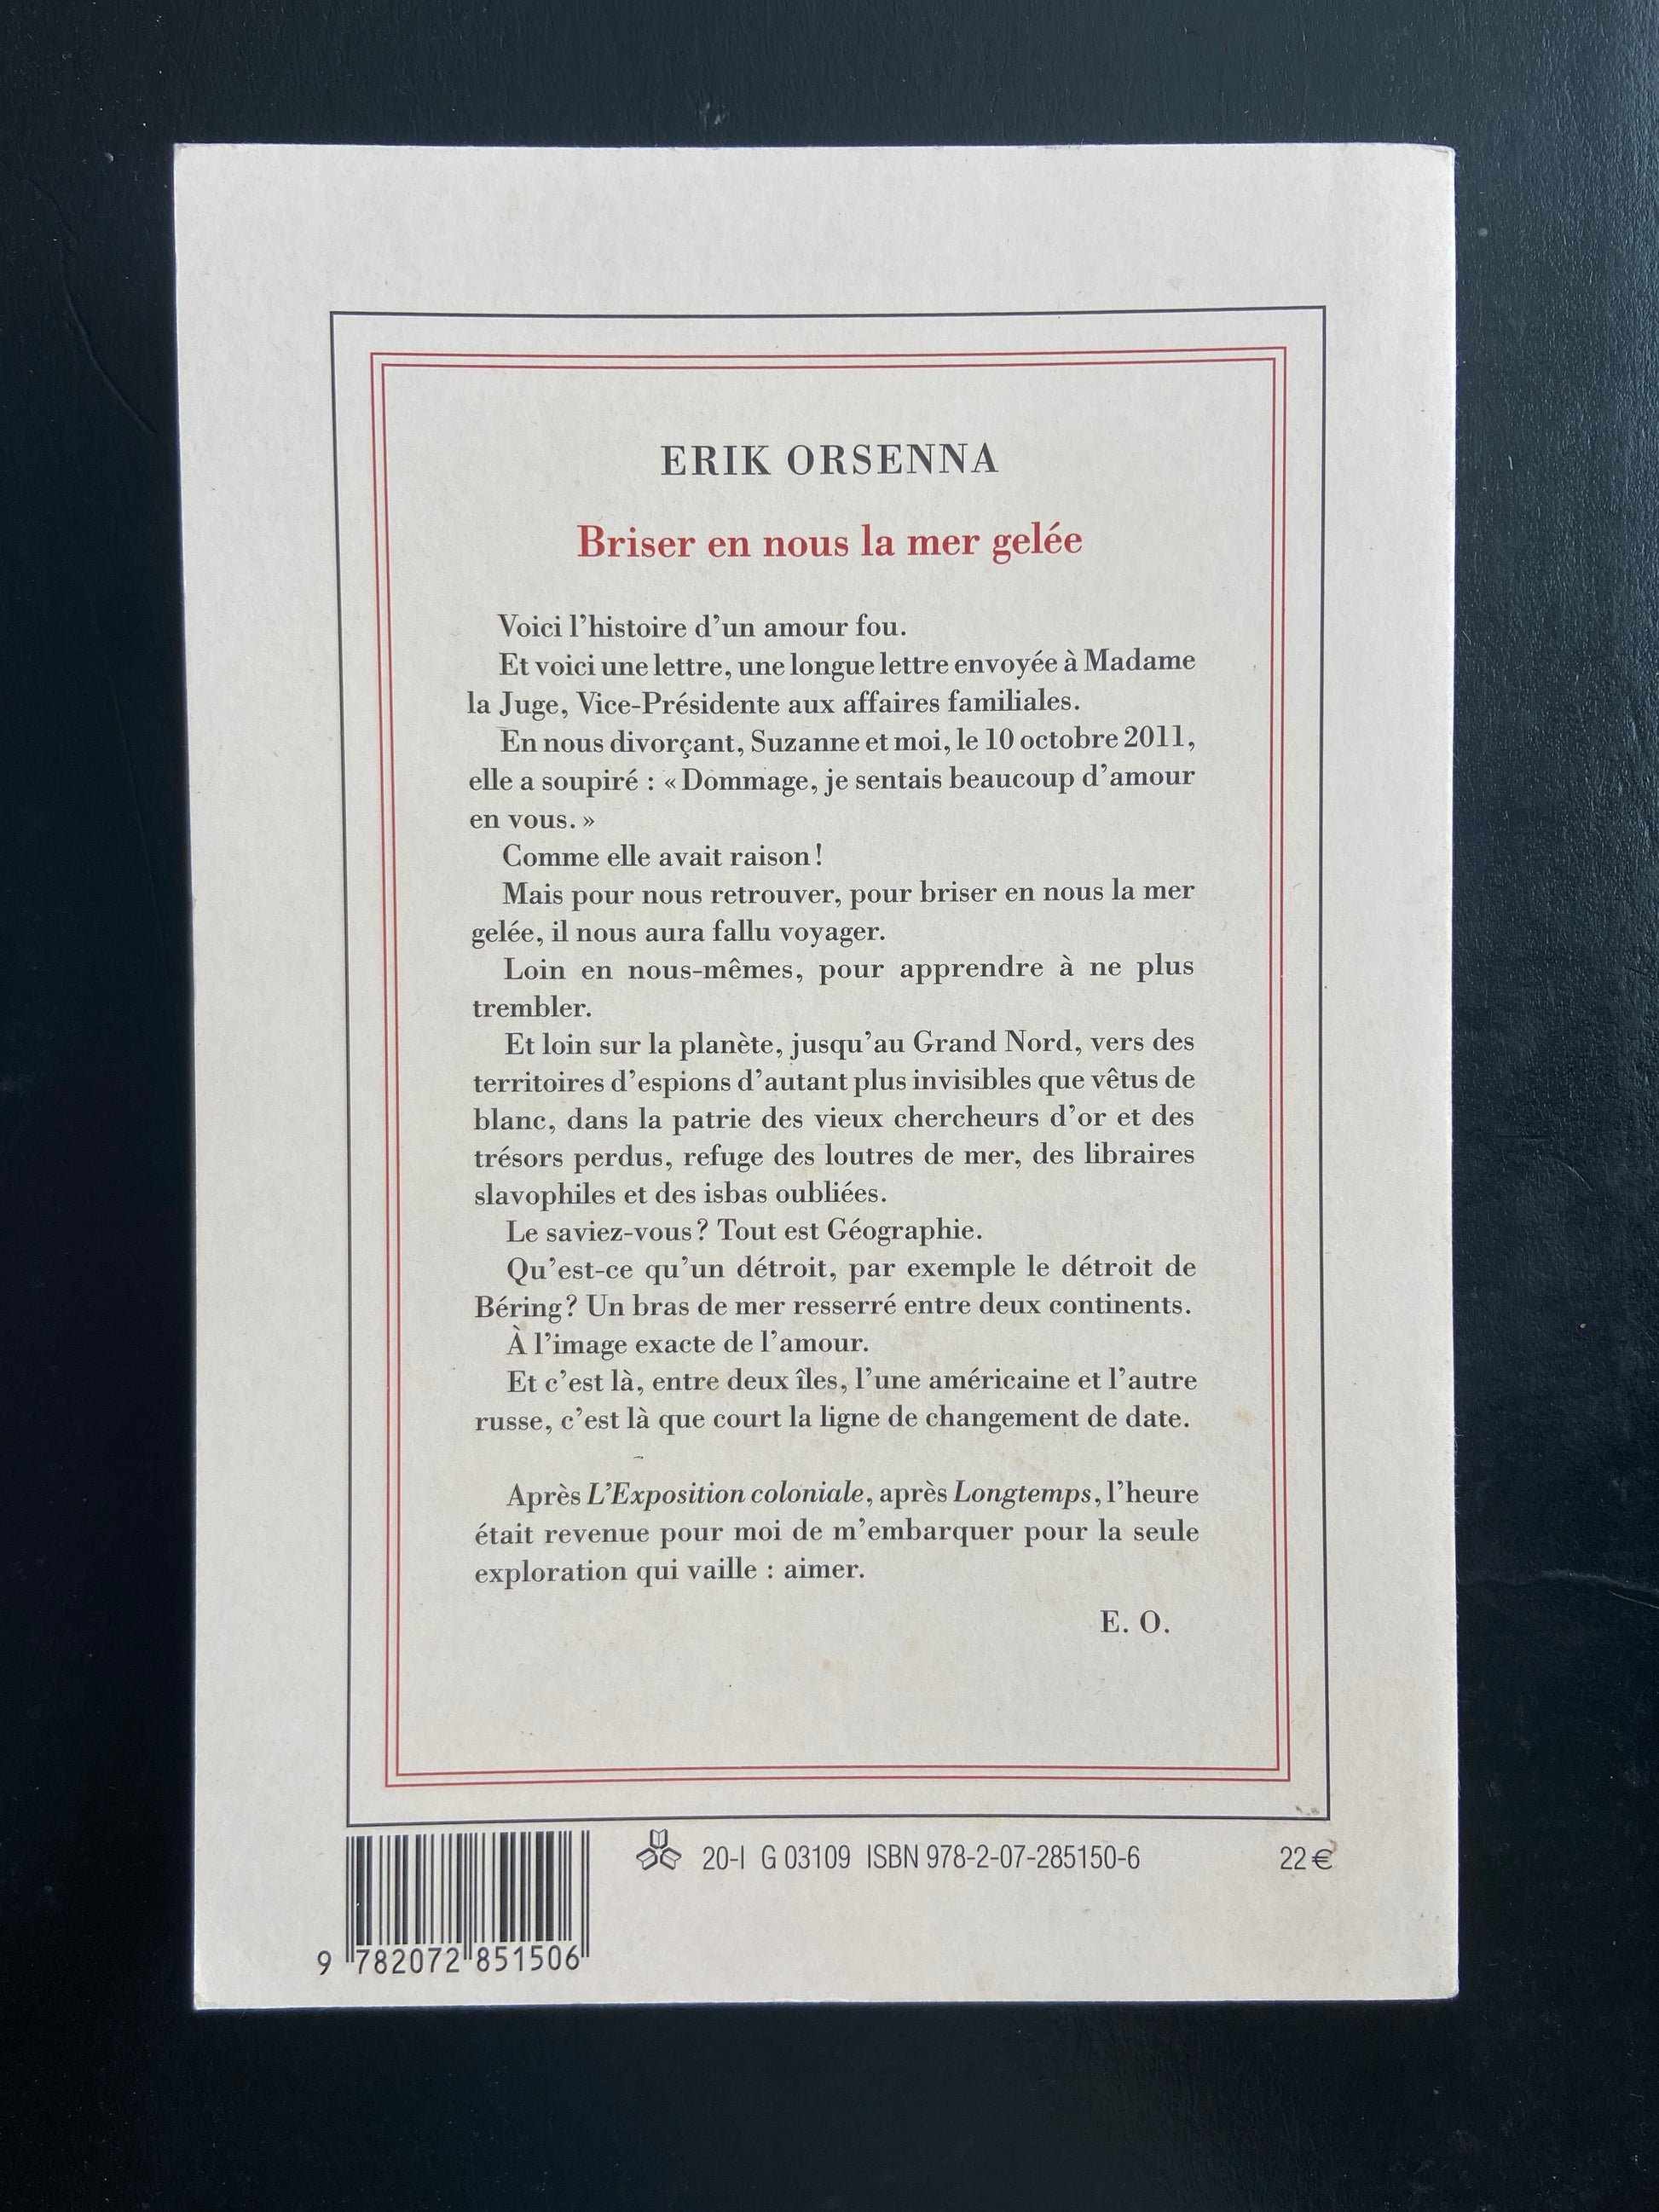 ERIK ORSENNA
Briser en nous la mer gelée
Voici l’histoire d’un amour fou.
Et voici une lettre, une longue lettre envoyée à Madame
la Juge, Vice-Présidente aux affaires familiales.
En nous divorçant, Suzanne et moi, le 10 octobre 2011,
elle a soupiré : « Dommage, je sentais beaucoup d’amour
en vous. »
Comme elle avait raison !
Mais pour nous retrouver, pour briser en nous la mer
gelée, il nous aura fallu voyager.
Loin en nous-mêmes, pour apprendre à ne plus
trembler.
Et loin sur la planète, jusqu’au Grand Nord, vers des
territoires d’espions d’autant plus invisibles que vêtus de
blanc, dans la patrie des vieux chercheurs d’or et des
trésors perdus, refuge des loutres de mer, des libraires
slavophiles et des isbas oubliées.
Le saviez-vous ? Tout est Géographie.
Qu’est-ce qu’un détroit, par exemple le détroit de
Béring ? Un bras de mer resserré entre deux continents.
À l’image exacte de l’amour.
Et c’est là, entre deux îles, l’une américaine et l’autre
russe, c’est là que court la ligne de changement de date.
Après L’Exposition coloniale, après Longtemps, l’heure
était revenue pour moi de m’embarquer pour la seule
exploration qui vaille : aimer.
E. O.
20-I G 03109 ISBN 978-2-07-285150-6 22 €
9 782072 851506